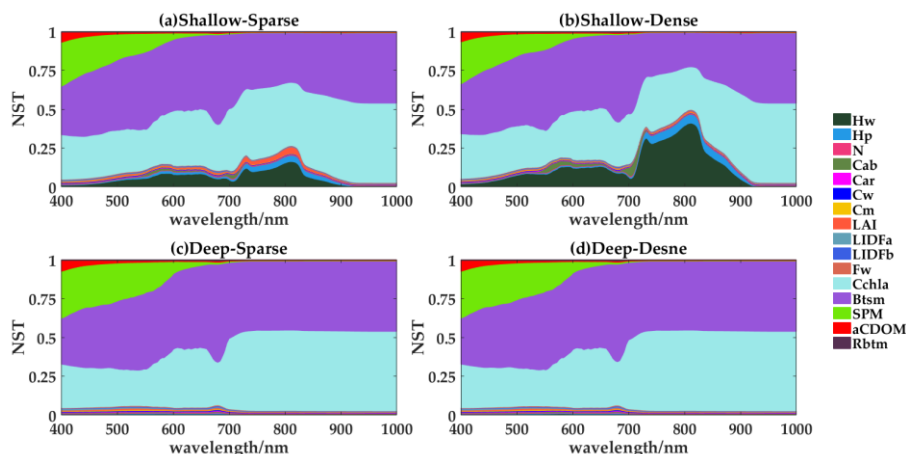 (a)Shallow-Sparse
(b)Shallow-Dense
1
0.75
0.5
0.25
0
NST
400 500 600 700 800 900 1000
wavelength/nm
1
0.75
0.5
0.25
0
NST
400 500 600 700 800 900 1000
wavelength/nm
(c)Deep-Sparse
(d)Deep-Desne
1
0.75
0.5
0.25
0
NST
400 500 600 700 800 900 1000
wavelength/nm
1
0.75
0.5
0.25
0
NST
400 500 600 700 800 900 1000
wavelength/nm
Hw
Hp
N
Cab
Car
Cw
Cm
LAI
LIDFa
LIDFb
Fw
Cchla
Btsm
SPM
aCDOM
Rbtm